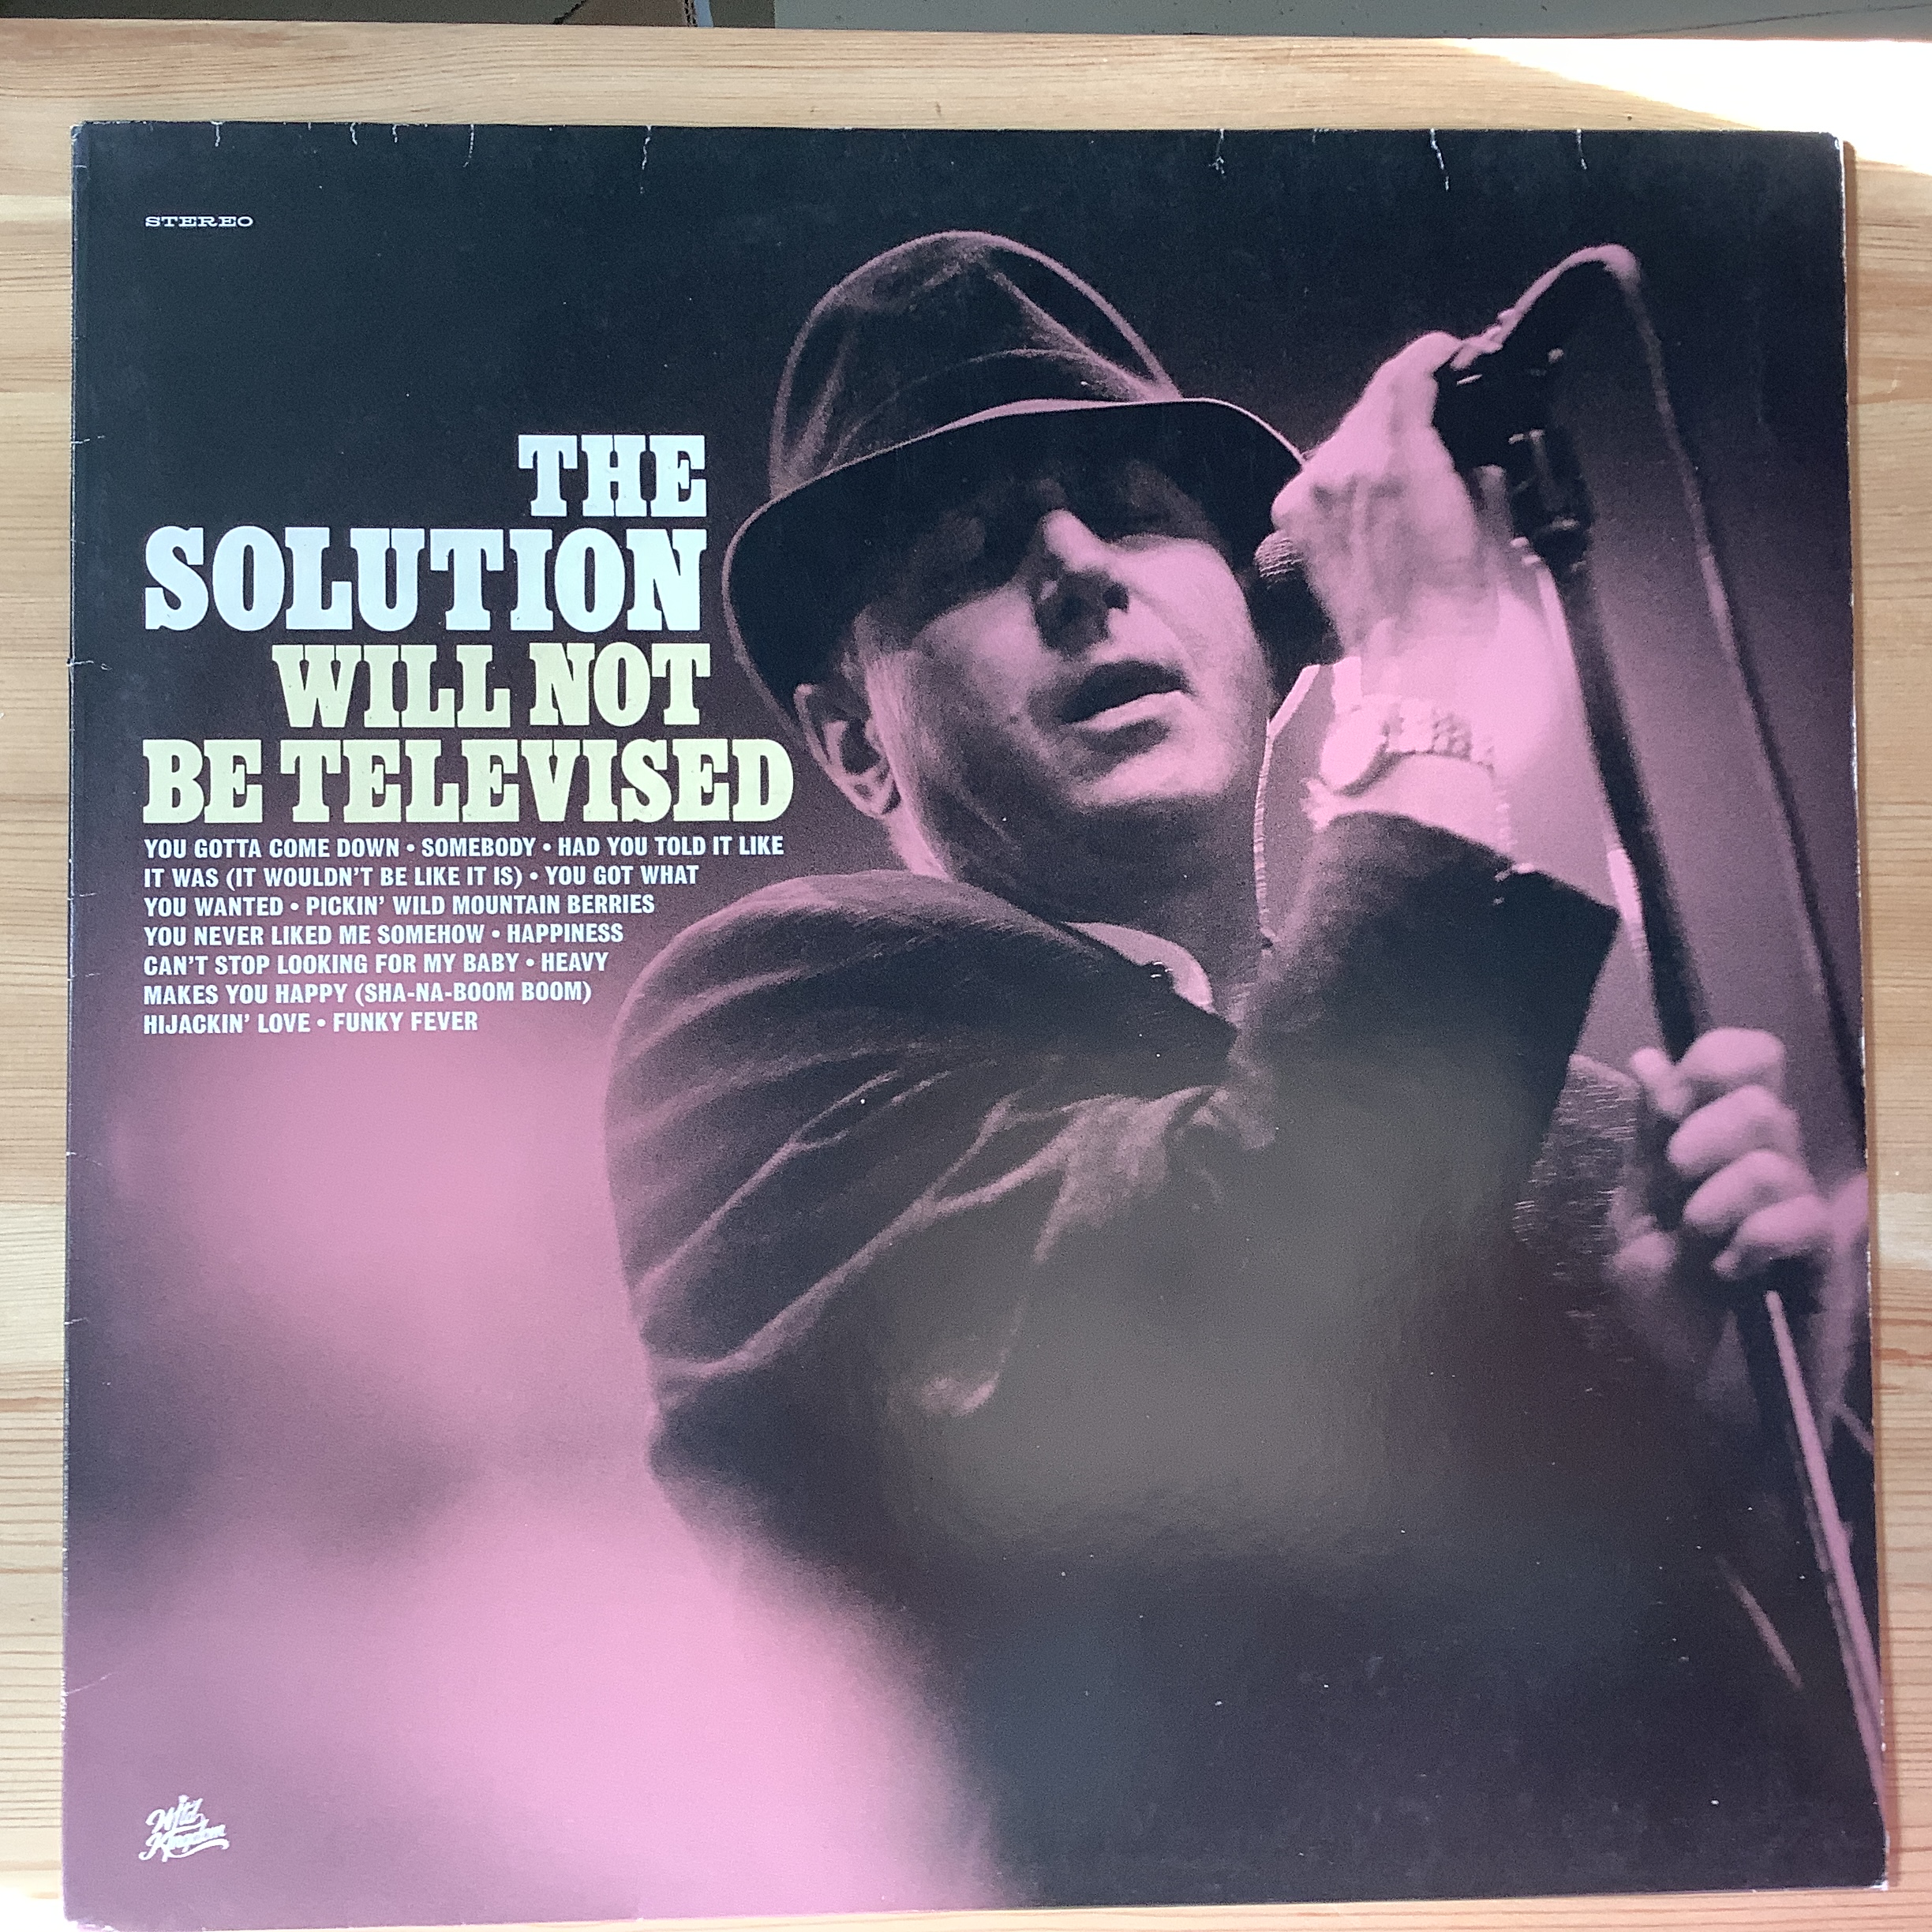 STEREO
THE
SOLUTION
WILL NOT
BE TELEVISED
YOU GOTTA COME DOWN • SOMEBODY • HAD YOU TOLD IT LIKE
IT WAS (IT WOULDN'T BE LIKE IT IS) • YOU GOT WHAT
YOU WANTED • PICKIN' WILD MOUNTAIN BERRIES
YOU NEVER LIKED ME SOMEHOW • HAPPINESS
CAN'T STOP LOOKING FOR MY BABY • HEAVY
MAKES YOU HAPPY (SHA-NA-BOOM BOOM)
HIJACKIN' LOVE • FUNKY FEVER
Wild
Kingdom